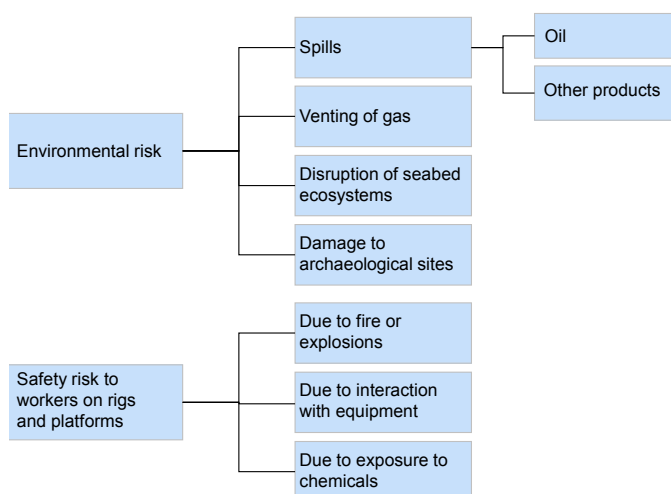 Spills
Oil
Other products
Environmental risk
Venting of gas
Disruption of seabed
ecosystems
Damage to
archaeological sites
Safety risk to
workers on rigs
and platforms
Due to fire or
explosions
Due to interaction
with equipment
Due to exposure to
chemicals